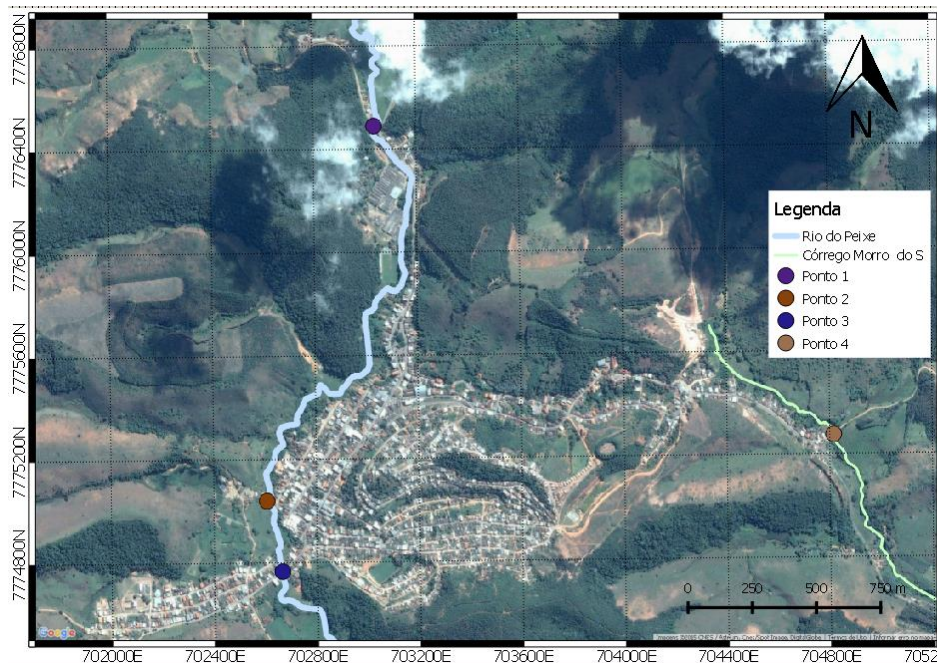 7776800N
7776400N
7776000N
7775600N
7775200N
7774800N
N
Legenda
Rio do Peixe
Córrego Morro do S
Ponto 1
Ponto 2
Ponto 3
Ponto 4
0 250 500 750 m
Google
702000E 702400E 702800E 703200E 703600E 704000E 704400E 704800E 7052